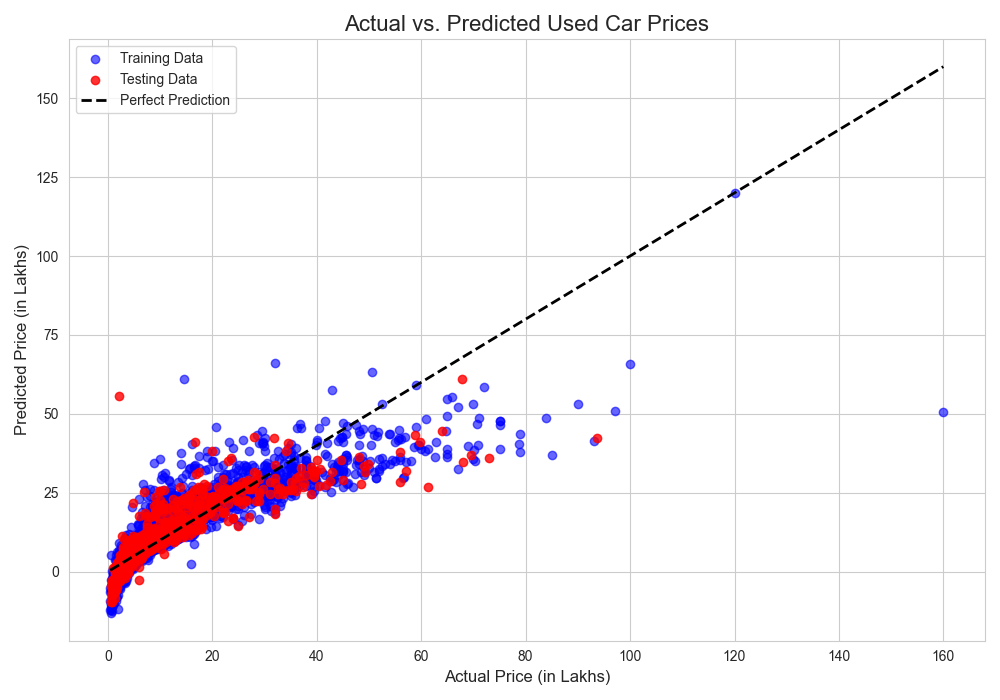 Actual vs. Predicted Used Car Prices
Training Data
Testing Data
Perfect Prediction
Predicted Price (in Lakhs)
150
125
100
75
50
25
0
0 20 40 60 80 100 120 140 160
Actual Price (in Lakhs)